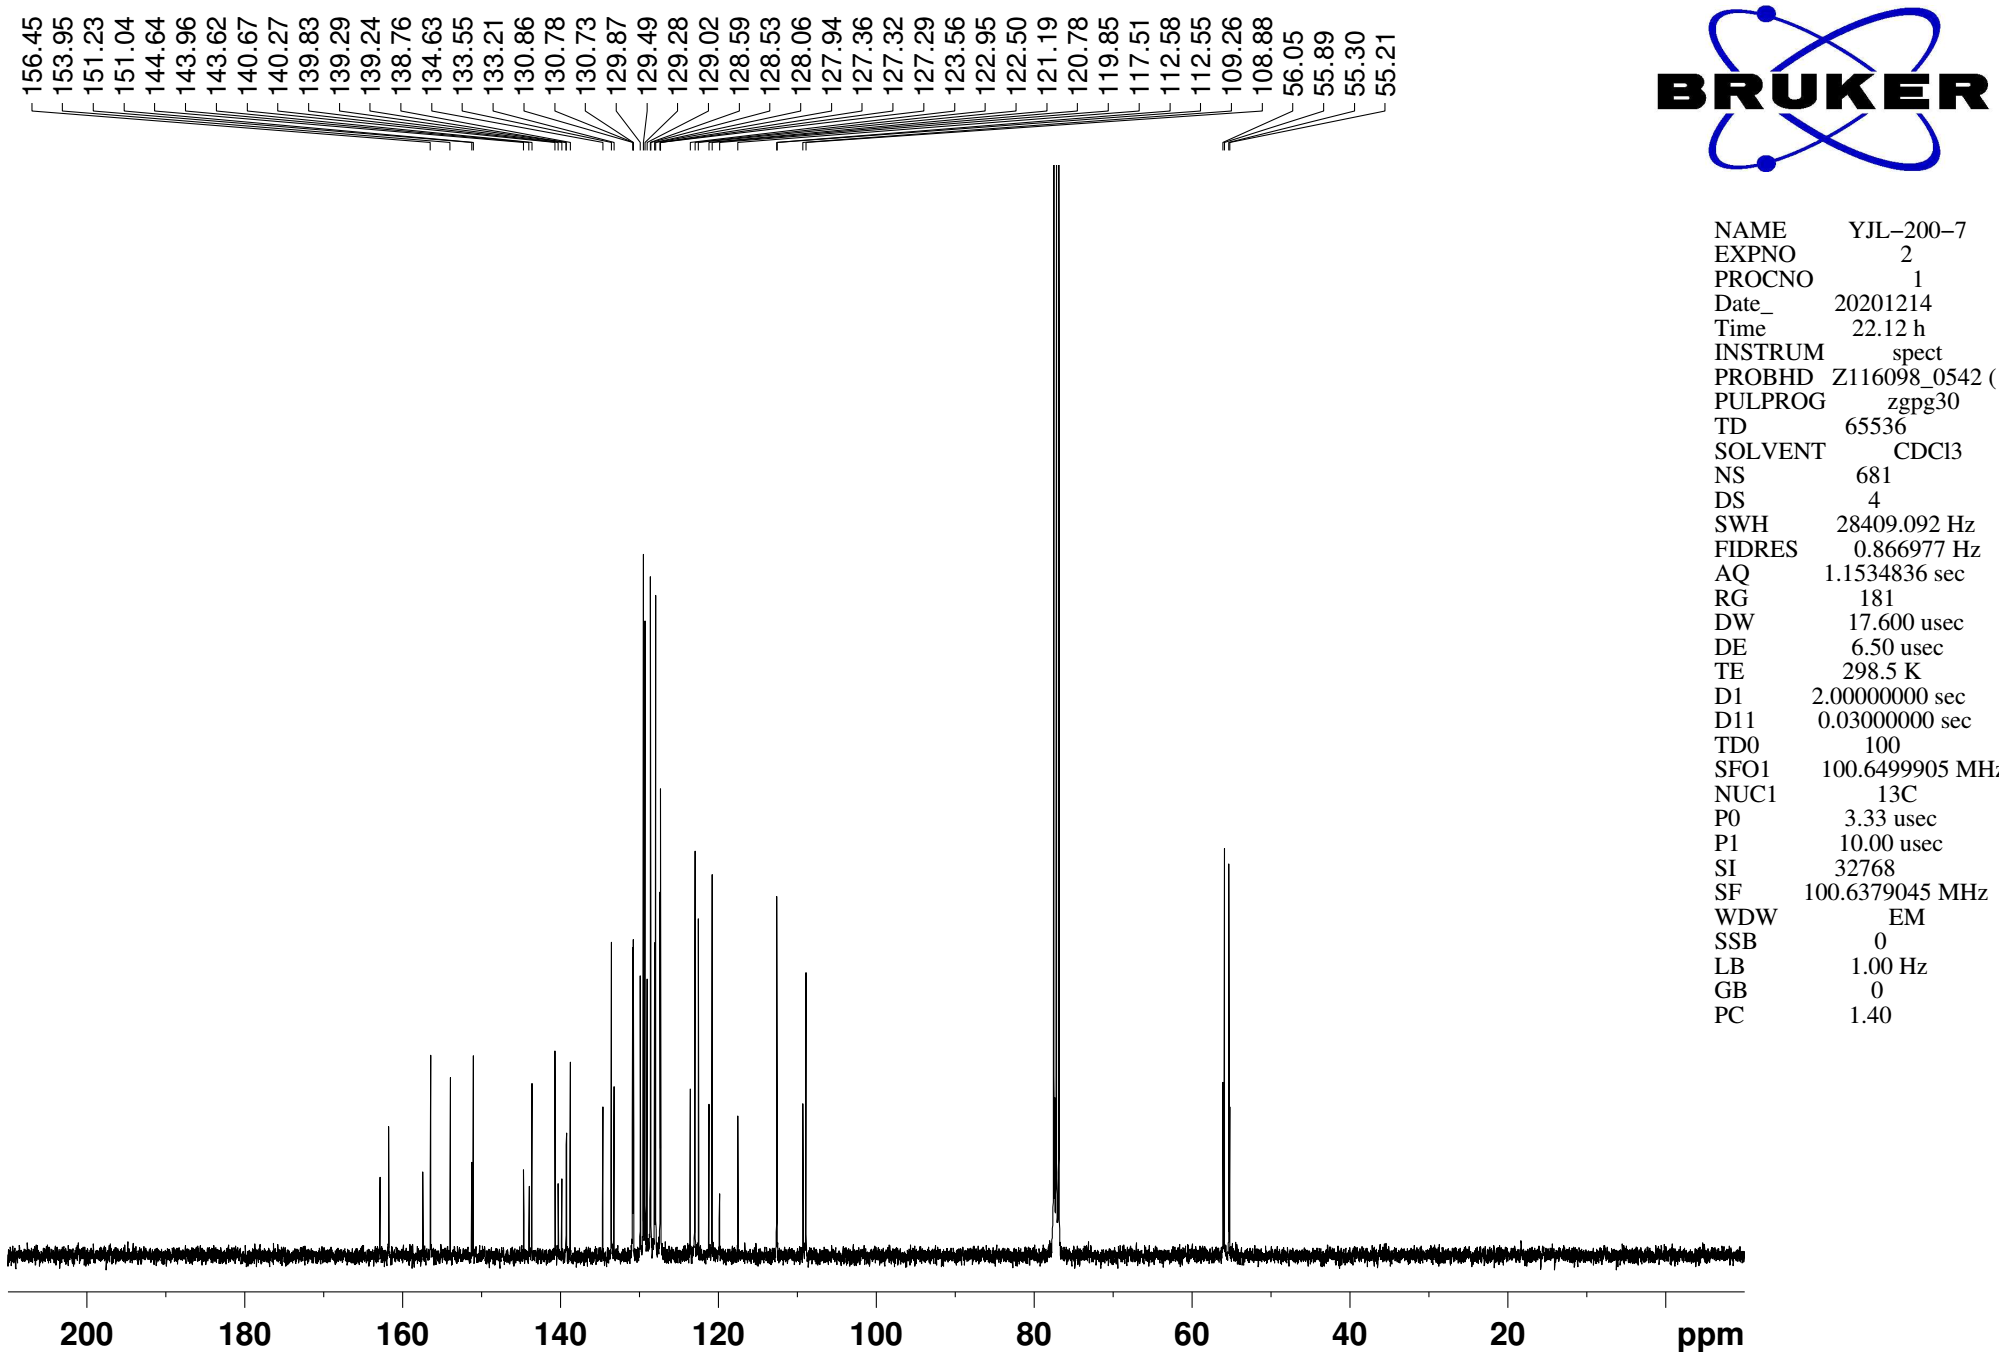 156.45
153.95
151.23
151.04
144.64
143.96
143.62
140.67
140.27
139.83
139.29
139.24
138.76
134.63
133.55
133.21
130.86
130.78
130.73
129.87
129.49
129.28
129.02
128.59
128.53
128.06
127.94
127.36
127.32
127.29
123.56
122.95
122.50
121.19
120.78
119.85
117.51
112.58
112.55
109.26
108.88
56.05
55.89
55.30
55.21
BRUKER
NAME YJL-200-7
EXPNO 2
PROCNO 1
Date_ 20201214
Time 22.12 h
INSTRUM spect
PROBHD Z116098_0542 (
PULPROG zgpg30
TD 65536
SOLVENT CDCl3
NS 681
DS 4
SWH 28409.092 Hz
FIDRES 0.866977 Hz
AQ 1.1534836 sec
RG 181
DW 17.600 usec
DE 6.50 usec
TE 298.5 K
D1 2.00000000 sec
D11 0.03000000 sec
TD0 100
SFO1 100.6499905 MHz
NUC1 13C
P0 3.33 usec
P1 10.00 usec
SI 32768
SF 100.6379045 MHz
WDW EM
SSB 0
LB 1.00 Hz
GB 0
PC 1.40
200 180 160 140 120 100 80 60 40 20 ppm